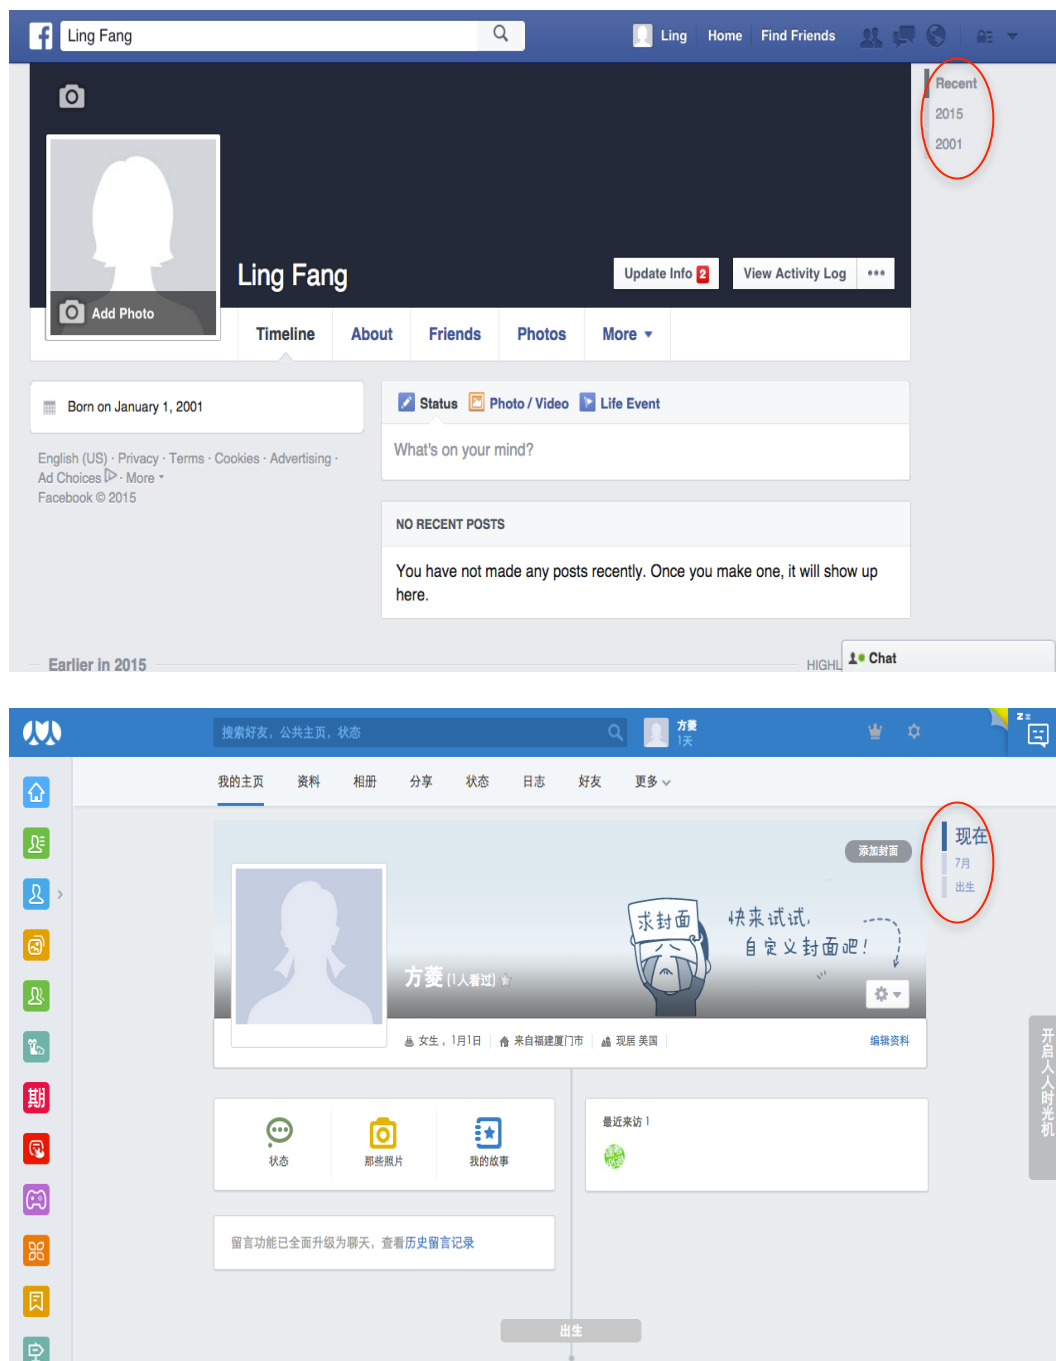 Ling Fang
Ling Home Find Friends
Recent
2015
2001
Ling Fang
Update Info 2 View Activity Log
Add Photo
Timeline About Friends Photos More
Born on January 1, 2001
Status Photo / Video Life Event
What's on your mind?
English (US) · Privacy · Terms · Cookies · Advertising ·
Ad Choices · More
Facebook © 2015
NO RECENT POSTS
You have not made any posts recently. Once you make one, it will show up
here.
Earlier in 2015
HIGHL
Chat
搜索好友，公共主页，状态
方菱
1天
z z
我的主页 资料 相册 分享 状态 日志 好友 更多
现在
7月
出生
添加封面
求封面
快来试试,
自定义封面吧!
方菱 (1人看过)
女生，1月1日 来自福建厦门市 现居 美国 编辑资料
开启人人时光机
期
状态 那些照片 我的故事
最近来访 1
留言功能已全面升级为聊天，查看历史留言记录
出生